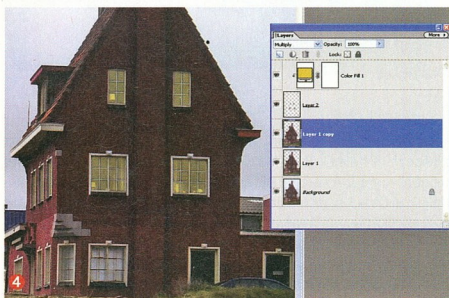 Layers
More
Multiply
Opacity: 100%
Lock:
Color Fill 1
Layer 2
Layer 1 copy
Layer 1
Background
4